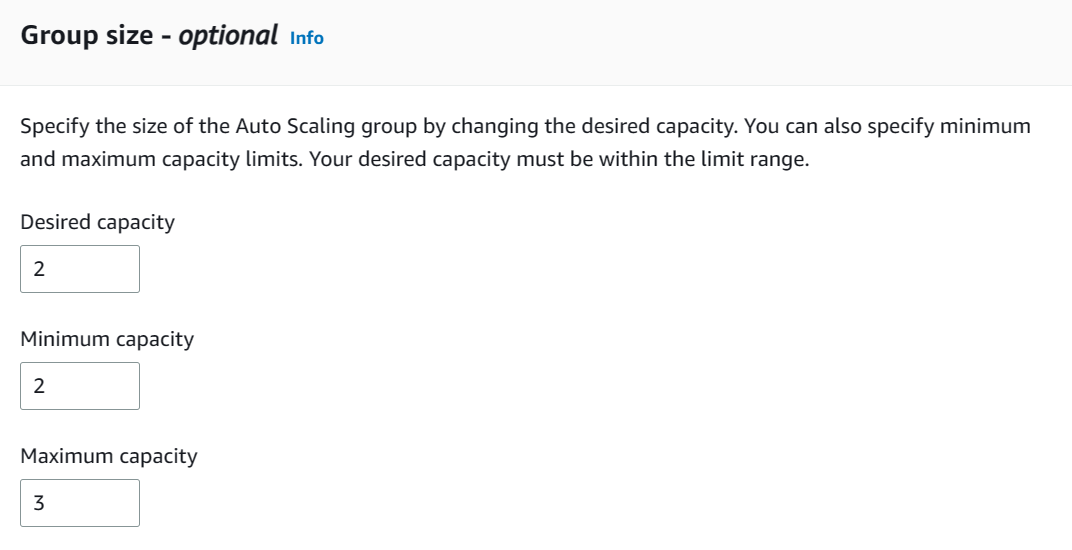 Group size - optional Info
Specify the size of the Auto Scaling group by changing the desired capacity. You can also specify minimum
and maximum capacity limits. Your desired capacity must be within the limit range.
Desired capacity
2
Minimum capacity
2
Maximum capacity
3